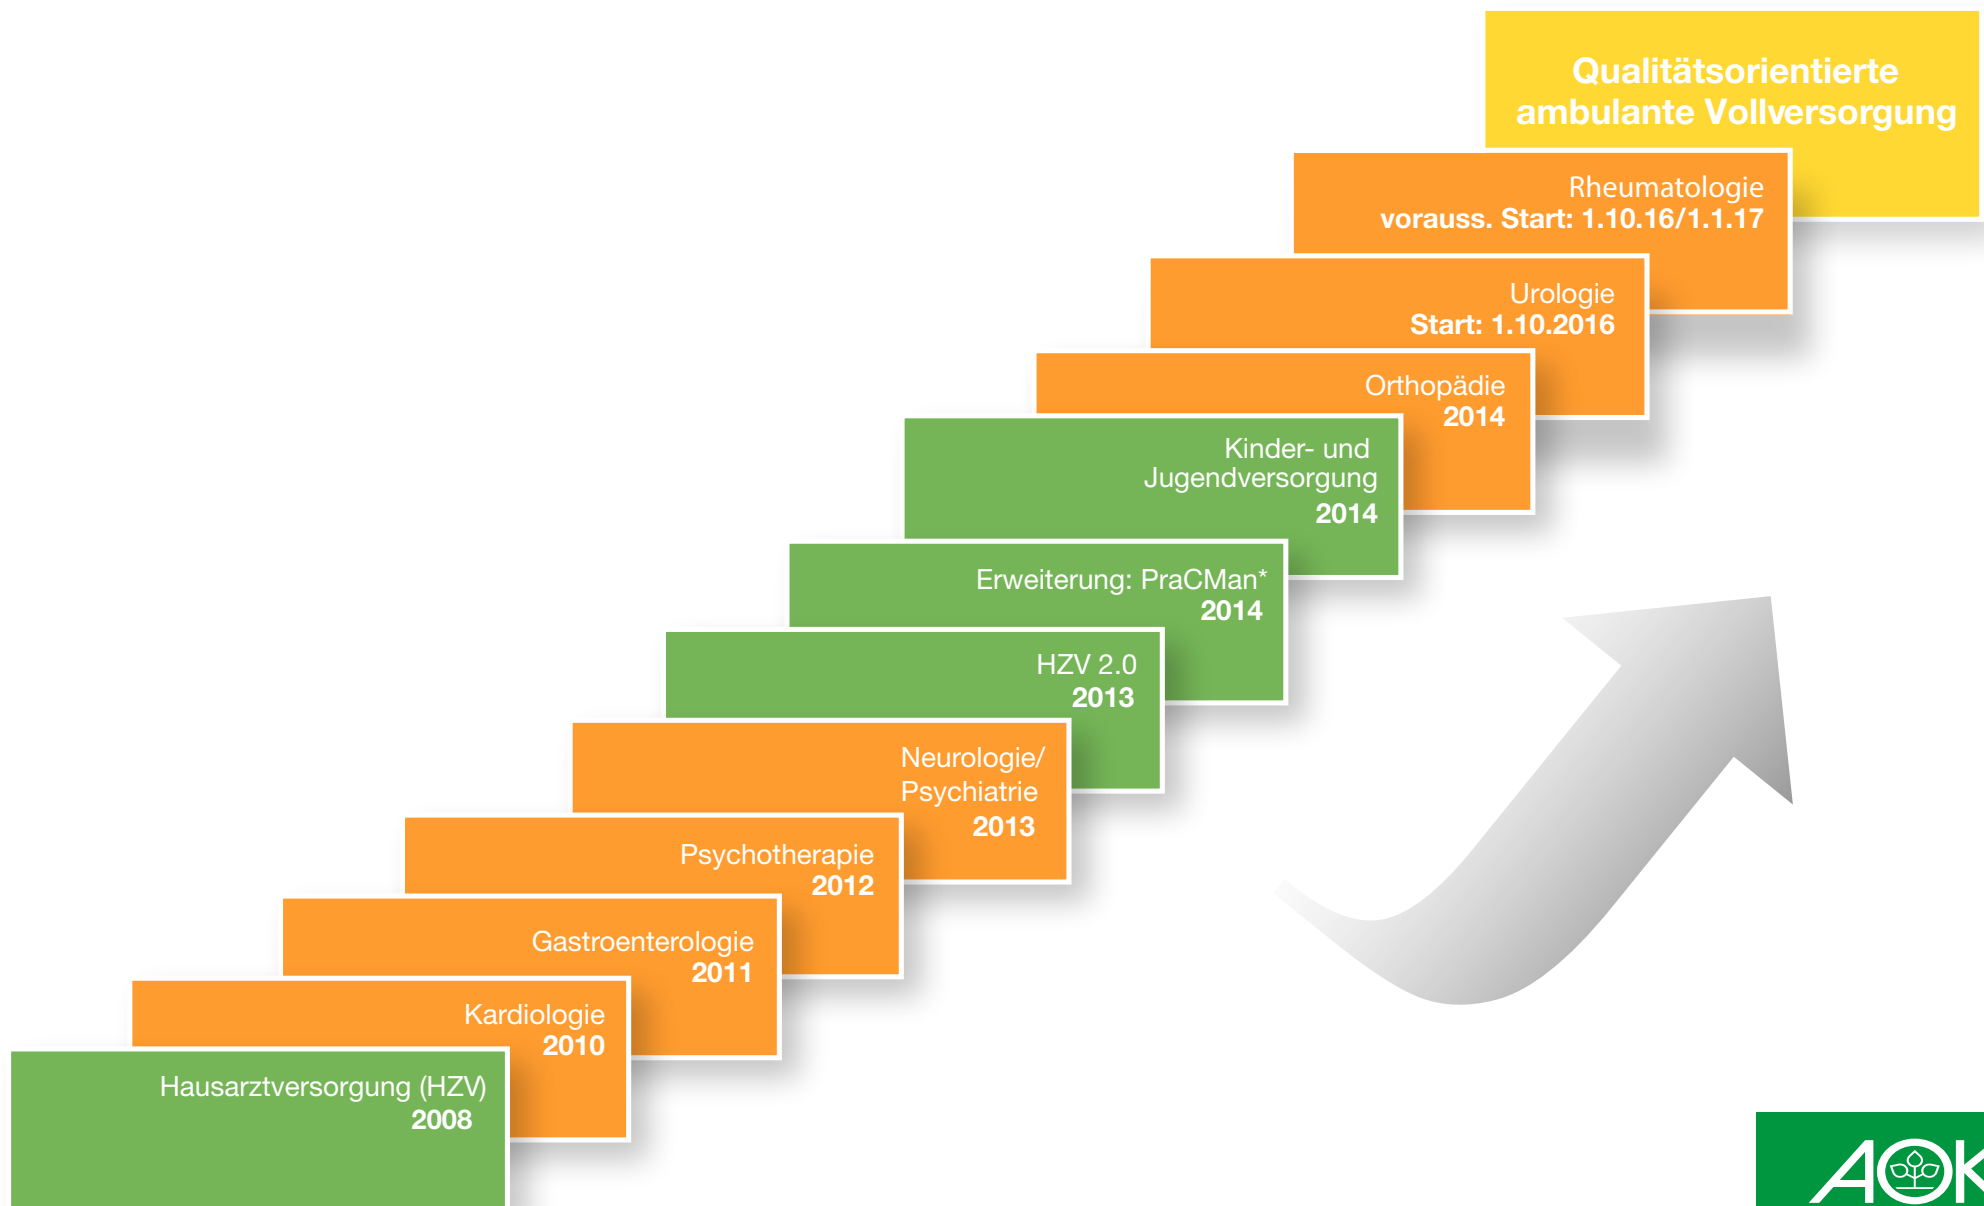 Qualitätsorientierte
ambulante Vollversorgung
Rheumatologie
vorauss. Start: 1.10.16/1.1.17
Urologie
Start: 1.10.2016
Orthopädie
2014
Kinder- und
Jugendversorgung
2014
Erweiterung: PraCMan*
2014
HZV 2.0
2013
Neurologie/
Psychiatrie
2013
Psychotherapie
2012
Gastroenterologie
2011
Kardiologie
2010
Hausarztversorgung (HZV)
2008
AOK